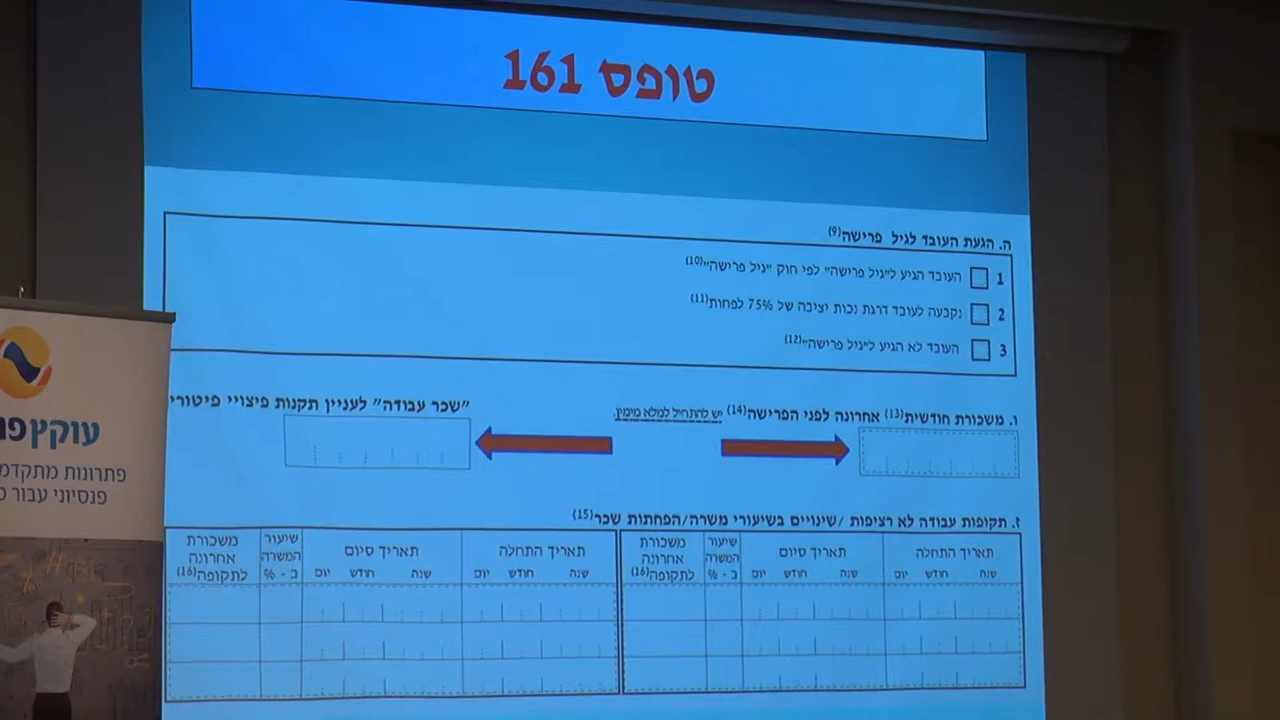 טופס 161
ה. הגעת העובד לגיל פרישה(9)
1 העובד הגיע ל"גיל פרישה" לפי חוק "גיל פרישה"(10)
2 נקבעה לעובד דרגת נכות יציבה של 75% לפחות(11)
3 העובד לא הגיע ל"גיל פרישה"(12)
ו. משכורת חודשית(13) אחרונה לפני הפרישה(14) יש להתחיל למלא מימין.
"שכר עבודה" לעניין תקנות פיצויי פיטורי
ז. תקופות עבודה לא רציפות /שינויים בשיעורי משרה/הפחתות שכר(15)
תאריך התחלה תאריך סיום שיעור משכורת תאריך התחלה תאריך סיום שיעור משכורת
המשרה אחרונה המשרה אחרונה
שנה חודש יום שנה חודש יום ב - % לתקופה(16) שנה חודש יום שנה חודש יום ב - % לתקופה(16)
עוקץ
פתרונות מתקדמ
פנסיוני עבור